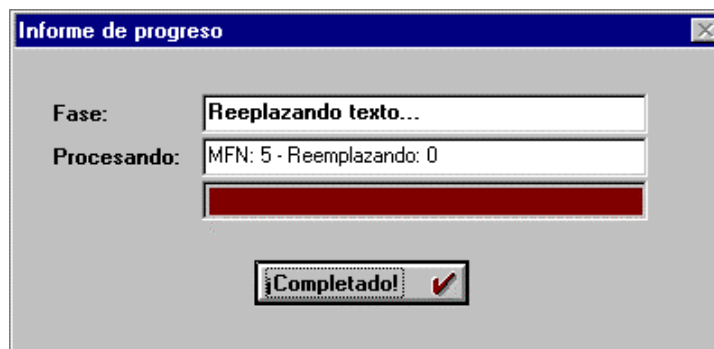 Informe de progreso
Fase: Reeplazando texto...
Procesando: MFN: 5 - Reemplazando: 0
¡Completado!